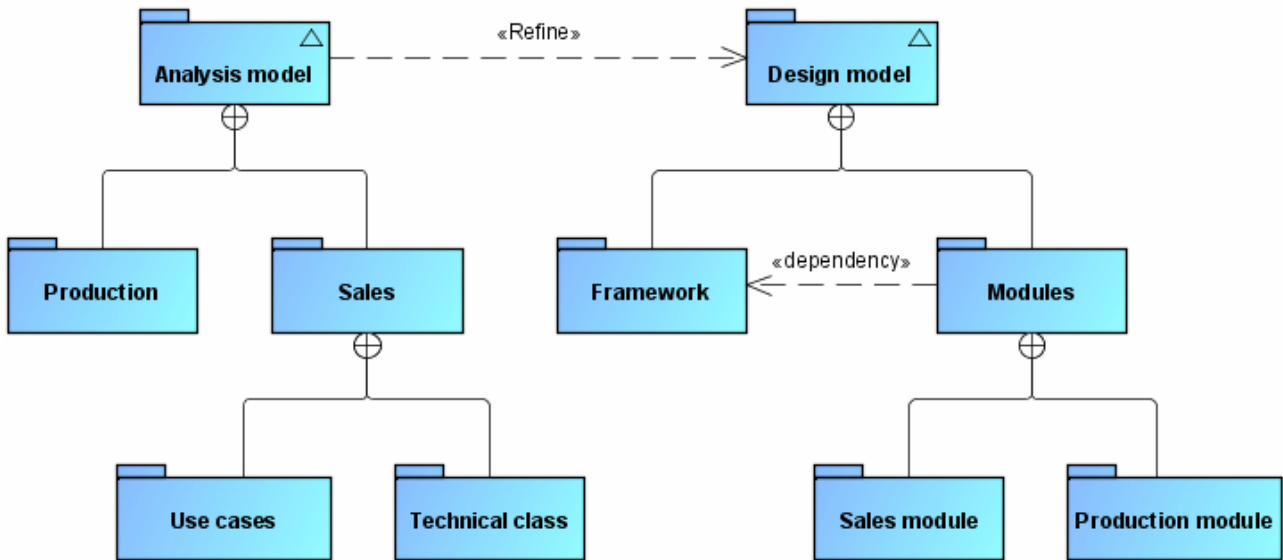 «Refine»
Analysis model
Design model
«dependency»
Production
Sales
Framework
Modules
Use cases
Technical class
Sales module
Production module